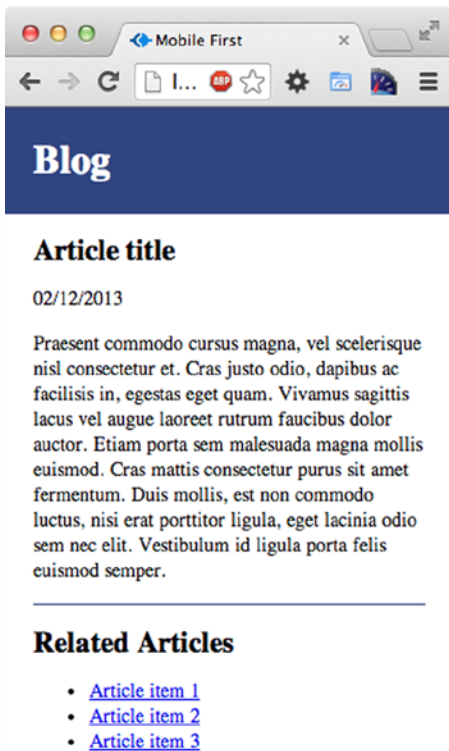 Mobile First
l...
ABP
Blog
Article title
02/12/2013
Praesent commodo cursus magna, vel scelerisque
nisl consectetur et. Cras justo odio, dapibus ac
facilisis in, egestas eget quam. Vivamus sagittis
lacus vel augue laoreet rutrum faucibus dolor
auctor. Etiam porta sem malesuada magna mollis
euismod. Cras mattis consectetur purus sit amet
fermentum. Duis mollis, est non commodo
luctus, nisi erat porttitor ligula, eget lacinia odio
sem nec elit. Vestibulum id ligula porta felis
euismod semper.
Related Articles
Article item 1
Article item 2
Article item 3